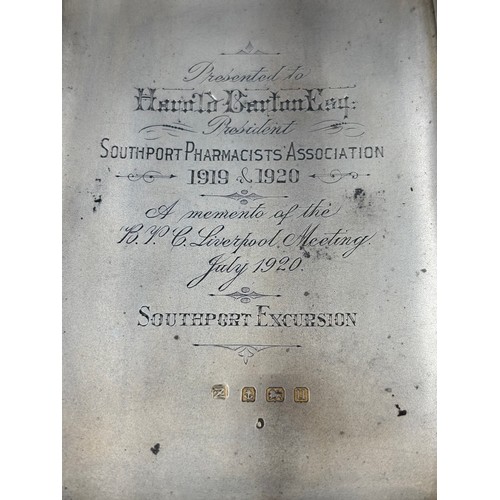 Presented to
Harold Barton Esq:
President
SOUTHPORT PHARMACISTS' ASSOCIATION
1919 & 1920
A memento of the
B.P.C. Liverpool Meeting.
July 1920.
SOUTHPORT EXCURSION